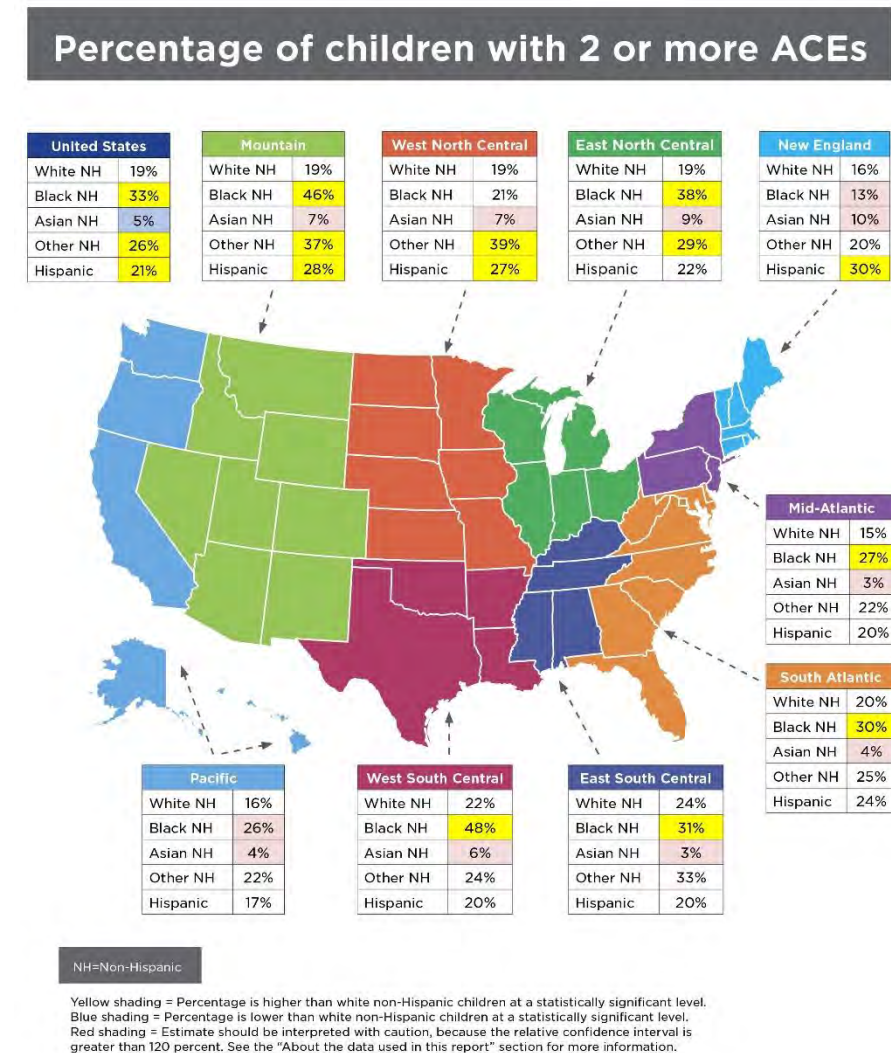 Percentage of children with 2 or more ACEs
United States
White NH 19%
Black NH 33%
Asian NH 5%
Other NH 26%
Hispanic 21%
Mountain
White NH 19%
Black NH 46%
Asian NH 7%
Other NH 37%
Hispanic 28%
West North Central
White NH 19%
Black NH 21%
Asian NH 7%
Other NH 39%
Hispanic 27%
East North Central
White NH 19%
Black NH 38%
Asian NH 9%
Other NH 29%
Hispanic 22%
New England
White NH 16%
Black NH 13%
Asian NH 10%
Other NH 20%
Hispanic 30%
Mid-Atlantic
White NH 15%
Black NH 27%
Asian NH 3%
Other NH 22%
Hispanic 20%
South Atlantic
White NH 20%
Black NH 30%
Asian NH 4%
Other NH 25%
Hispanic 24%
Pacific
White NH 16%
Black NH 26%
Asian NH 4%
Other NH 22%
Hispanic 17%
West South Central
White NH 22%
Black NH 48%
Asian NH 6%
Other NH 24%
Hispanic 20%
East South Central
White NH 24%
Black NH 31%
Asian NH 3%
Other NH 33%
Hispanic 20%
NH=Non-Hispanic
Yellow shading = Percentage is higher than white non-Hispanic children at a statistically significant level.
Blue shading = Percentage is lower than white non-Hispanic children at a statistically significant level.
Red shading = Estimate should be interpreted with caution, because the relative confidence interval is
greater than 120 percent. See the "About the data used in this report" section for more information.